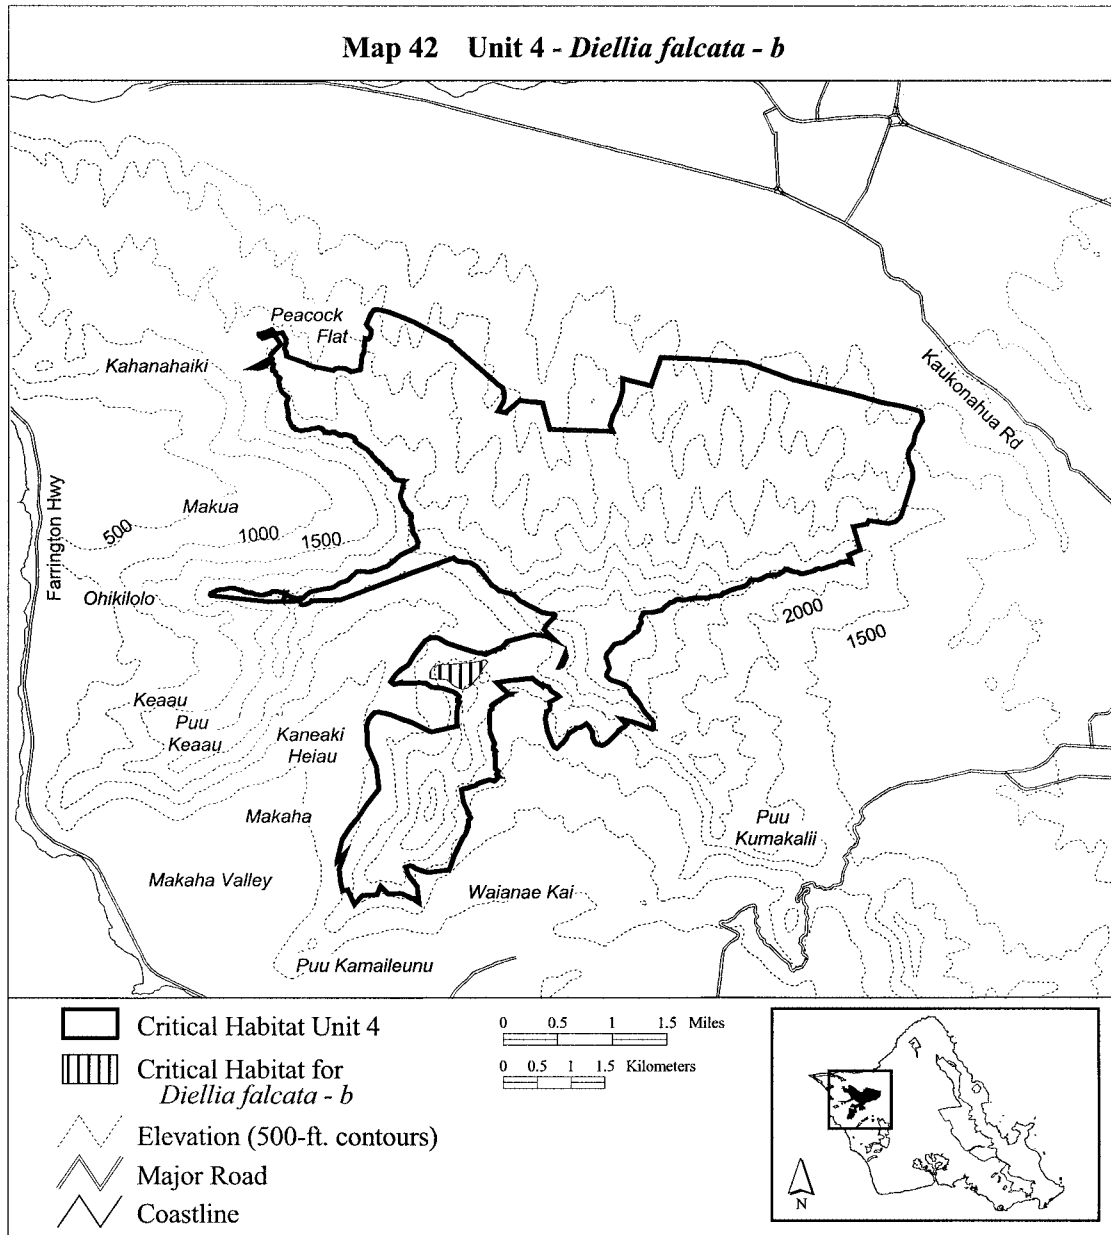 Map 42 Unit 4 - Diellia falcata - b
Peacock
Flat
Kahanahaiki
Kaukonahua Rd
Farrington Hwy
Makua
500
1000
1500
Ohikilolo
2000
1500
Keaau
Puu
Keaau
Kaneaki
Heiau
Makaha
Puu
Kumakalii
Makaha Valley
Waianae Kai
Puu Kamaileunu
Critical Habitat Unit 4
Critical Habitat for
Diellia falcata - b
Elevation (500-ft. contours)
Major Road
Coastline
0 0.5 1 1.5 Miles
0 0.5 1 1.5 Kilometers
N